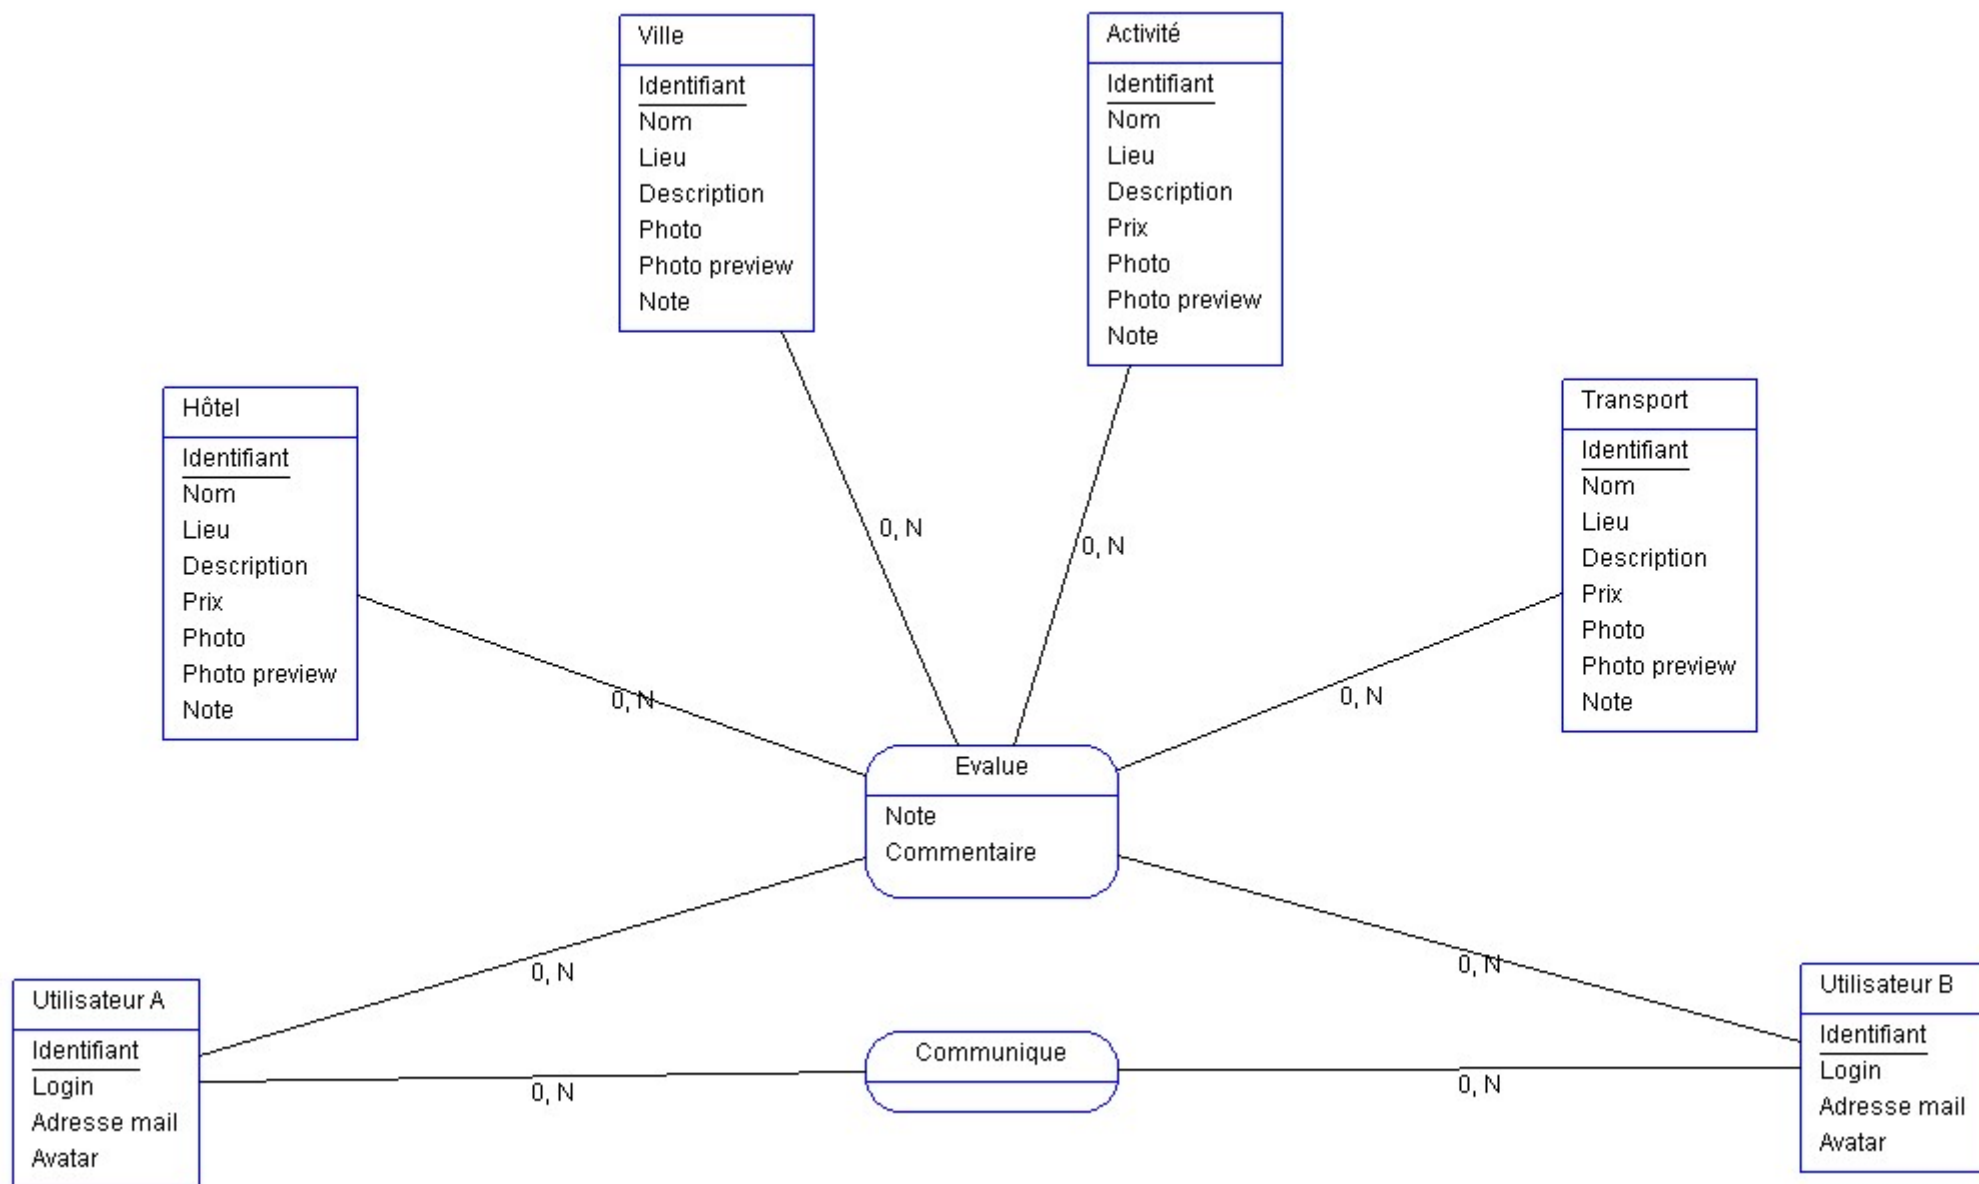 Ville
Identifiant
Nom
Lieu
Description
Photo
Photo preview
Note
Activité
Identifiant
Nom
Lieu
Description
Prix
Photo
Photo preview
Note
Hôtel
Identifiant
Nom
Lieu
Description
Prix
Photo
Photo preview
Note
Transport
Identifiant
Nom
Lieu
Description
Prix
Photo
Photo preview
Note
0, N
0, N
0, N
0, N
Evalue
Note
Commentaire
0, N
0, N
Utilisateur A
Identifiant
Login
Adresse mail
Avatar
Communique
0, N
0, N
Utilisateur B
Identifiant
Login
Adresse mail
Avatar